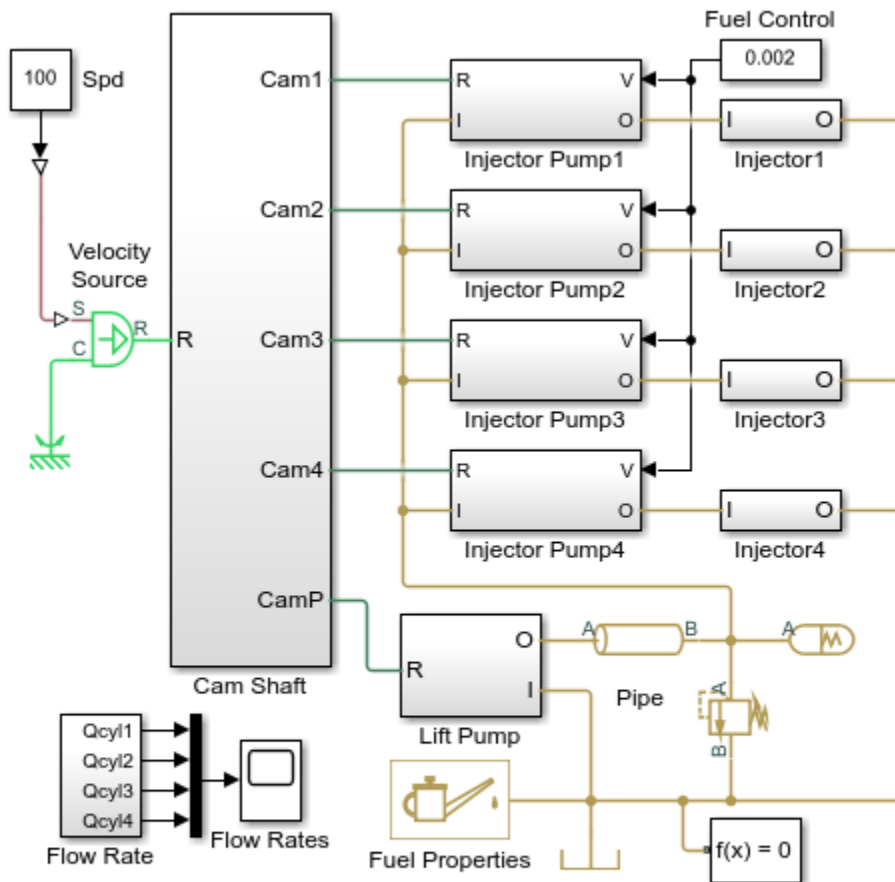 Fuel Control
0.002
100
Spd
Cam1
R
V
I
O
I
O
Injector Pump1
Injector1
Cam2
R
V
I
O
I
O
Injector Pump2
Injector2
Velocity
Source
S
R
C
R
Cam3
R
V
I
O
I
O
Injector Pump3
Injector3
Cam4
R
V
I
O
I
O
Injector Pump4
Injector4
CamP
Cam Shaft
R
O
I
Lift Pump
A
B
A
Pipe
A
B
Qcyl1
Qcyl2
Qcyl3
Qcyl4
Flow Rate
Flow Rates
Fuel Properties
f(x) = 0